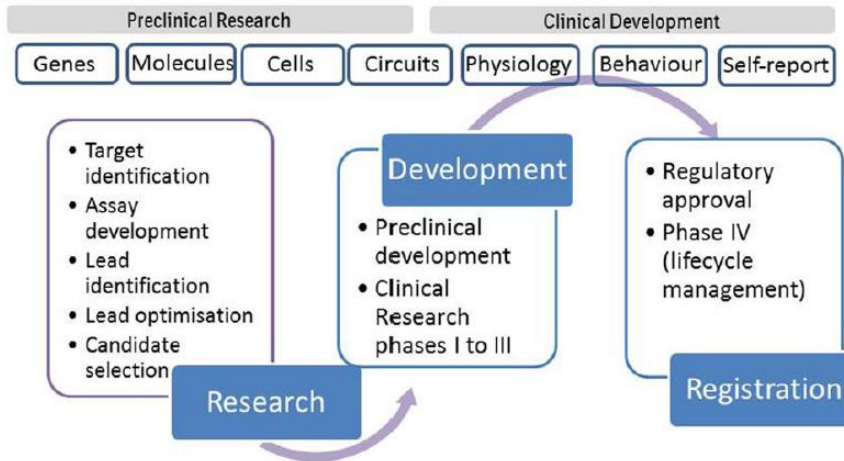 Preclinical Research
Clinical Development
Genes
Molecules
Cells
Circuits
Physiology
Behaviour
Self-report
• Target
identification
• Assay
development
• Lead
identification
• Lead optimisation
• Candidate
selection
Research
Development
• Preclinical
development
• Clinical
Research
phases I to III
• Regulatory
approval
• Phase IV
(lifecycle
management)
Registration